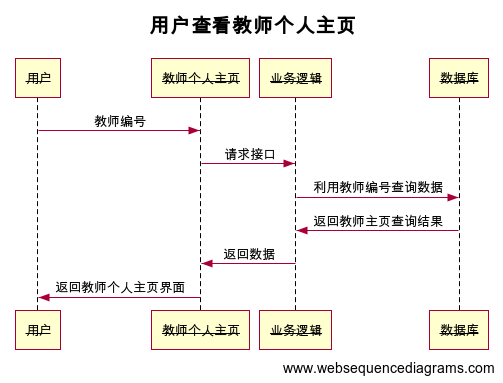 用户查看教师个人主页
用户 教师个人主页 业务逻辑 数据库
教师编号
请求接口
利用教师编号查询数据
返回教师主页查询结果
返回数据
返回教师个人主页界面
用户 教师个人主页 业务逻辑 数据库
www.websequencediagrams.com